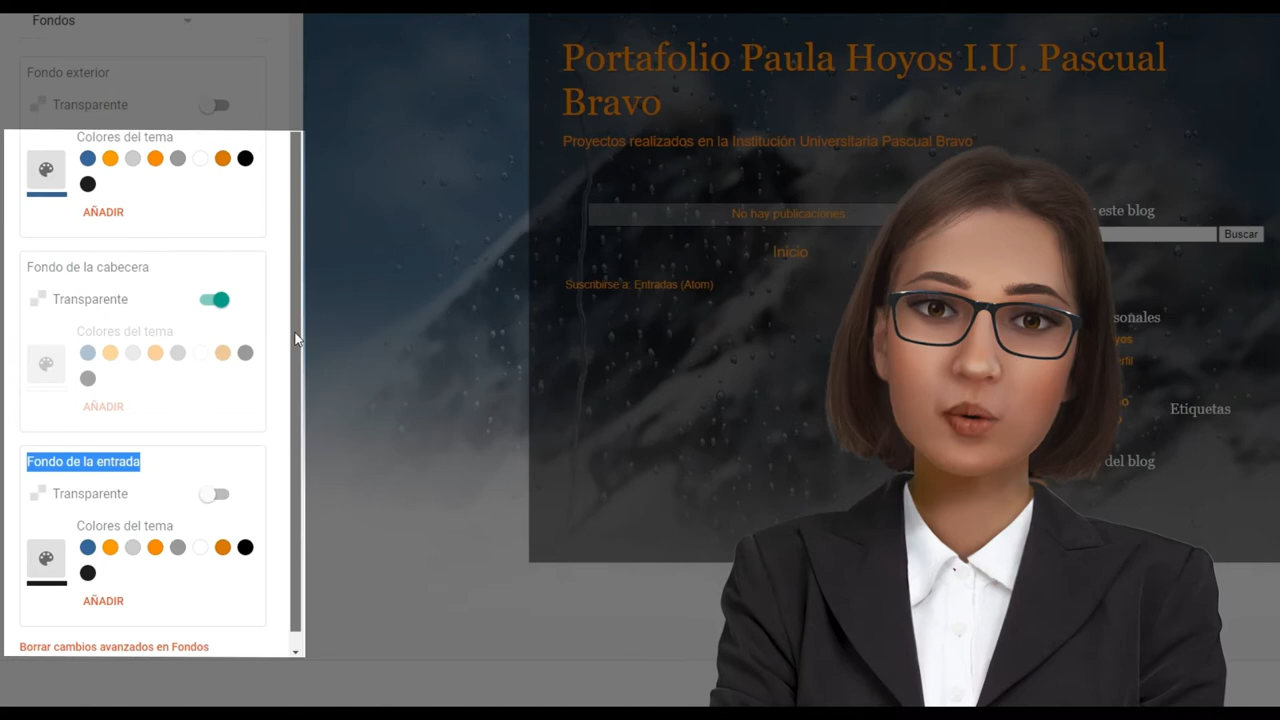 Fondos
Fondo exterior
Transparente
Colores del tema
AÑADIR
Fondo de la cabecera
Transparente
Colores del tema
AÑADIR
Fondo de la entrada
Transparente
Colores del tema
AÑADIR
Borrar cambios avanzados en Fondos
Portafolio Paula Hoyos I.U. Pascual
Bravo
Proyectos realizados en la Institución Universitaria Pascual Bravo
No hay publicaciones
Inicio
Suscribirse a: Entradas (Atom)
este blog
Buscar
Etiquetas
del blog